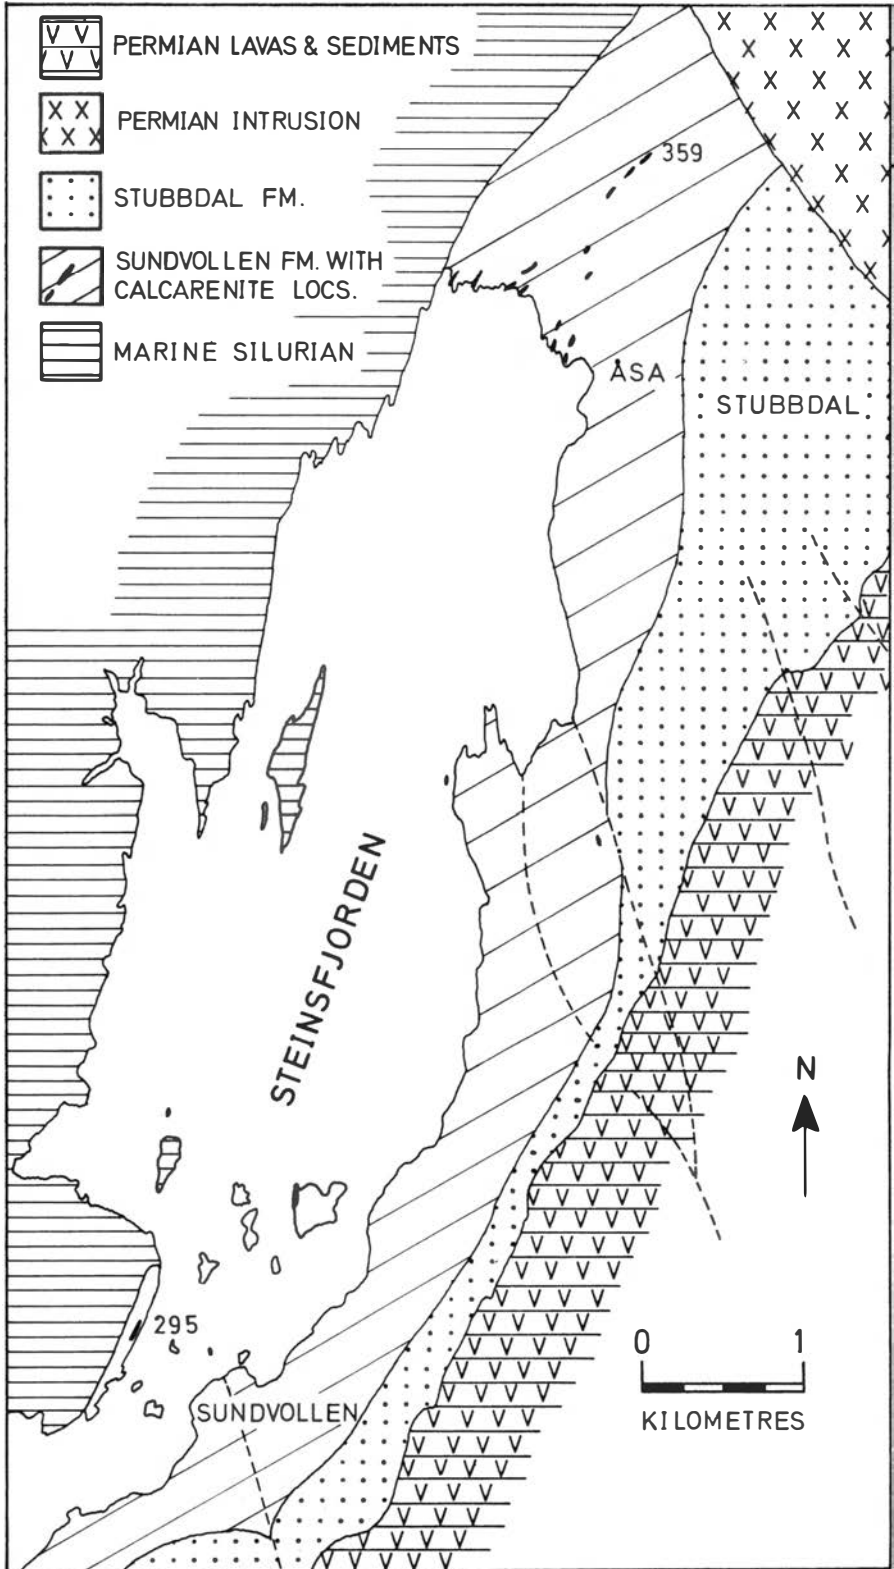 PERMIAN LAVAS & SEDIMENTS
PERMIAN INTRUSION
STUBBDAL FM.
SUNDVOLLEN FM. WITH
CALCARENITE LOCS.
MARINE SILURIAN
359
ÅSA
STUBBDAL
STEINSFJORDEN
N
295
0 1
KILOMETRES
SUNDVOLLEN